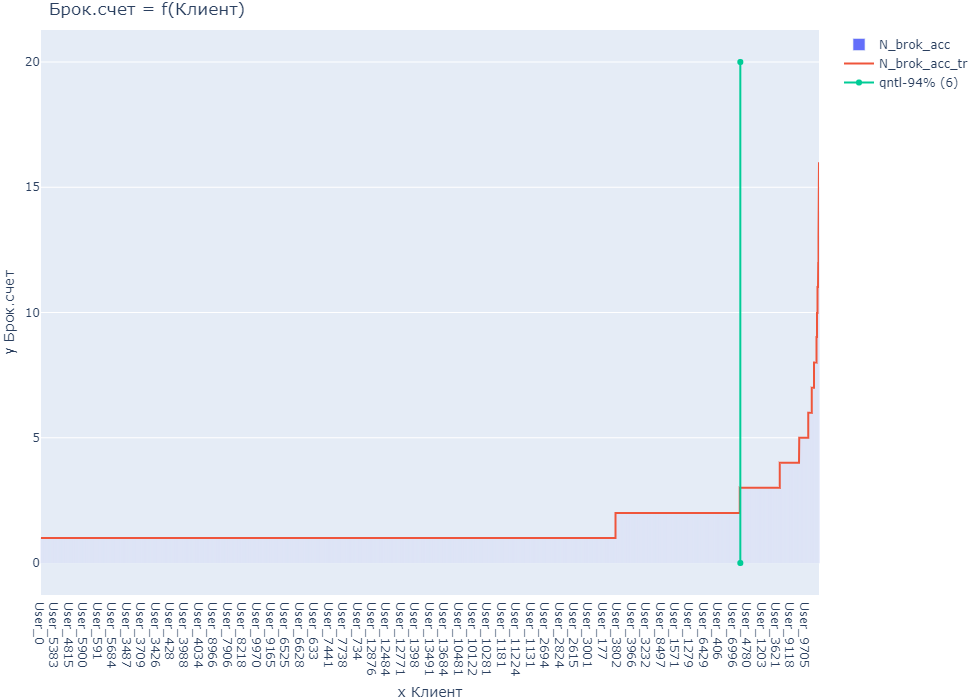 Брок.счет = f(Клиент)
N_brok_acc
N_brok_acc_tr
qntl-94% (6)
20
15
10
5
0
y Брок.счет
User_0
User_5383
User_4815
User_5900
User_591
User_5684
User_3487
User_3709
User_3426
User_428
User_3988
User_4034
User_8966
User_7906
User_8218
User_9970
User_9165
User_6525
User_6628
User_633
User_7441
User_7738
User_734
User_12876
User_12484
User_12771
User_1398
User_13491
User_13684
User_10481
User_10122
User_10281
User_1181
User_11224
User_1131
User_2694
User_2824
User_2615
User_3001
User_177
User_3802
User_3966
User_3232
User_8497
User_1571
User_1279
User_6429
User_406
User_6996
User_4780
User_1203
User_3621
User_9118
User_9705
x Клиент